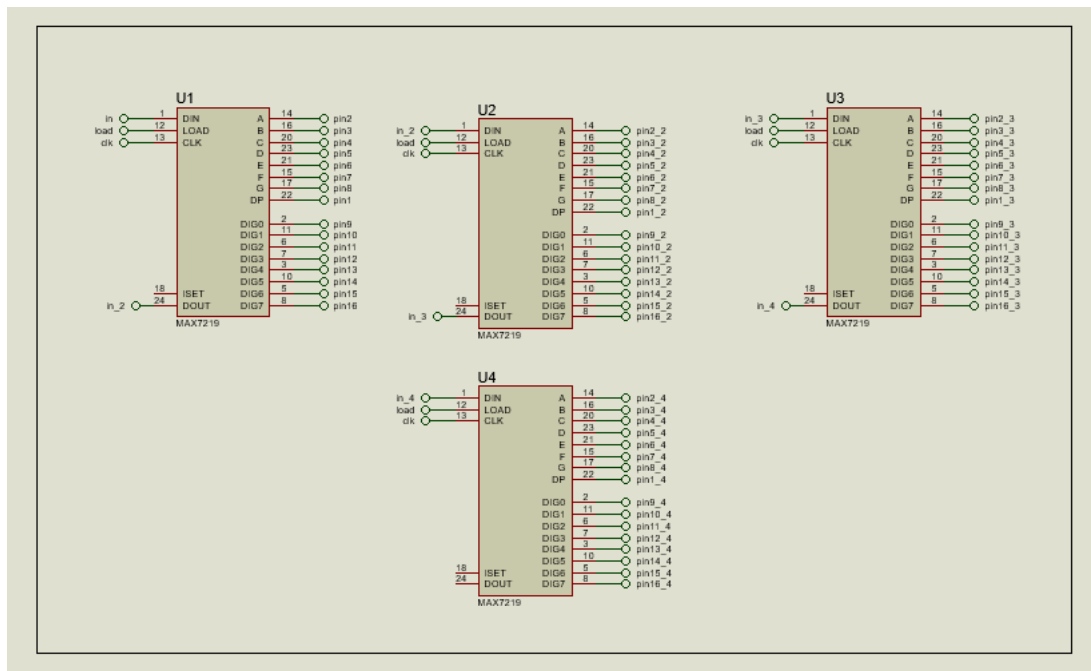 U1
in 1 DIN A 14 pin2
load 12 LOAD B 16 pin3
clk 13 CLK C 20 pin4
D 23 pin5
E 21 pin6
F 15 pin7
G 17 pin8
DP 22 pin1
DIG0 2 pin9
DIG1 11 pin10
DIG2 6 pin11
DIG3 7 pin12
DIG4 3 pin13
DIG5 10 pin14
18 ISET DIG6 5 pin15
in_2 24 DOUT DIG7 8 pin16
MAX7219
U2
in_2 1 DIN A 14 pin2_2
load 12 LOAD B 16 pin3_2
clk 13 CLK C 20 pin4_2
D 23 pin5_2
E 21 pin6_2
F 15 pin7_2
G 17 pin8_2
DP 22 pin1_2
DIG0 2 pin9_2
DIG1 11 pin10_2
DIG2 6 pin11_2
DIG3 7 pin12_2
DIG4 3 pin13_2
DIG5 10 pin14_2
18 ISET DIG6 5 pin15_2
in_3 24 DOUT DIG7 8 pin16_2
MAX7219
U3
in_3 1 DIN A 14 pin2_3
load 12 LOAD B 16 pin3_3
clk 13 CLK C 20 pin4_3
D 23 pin5_3
E 21 pin6_3
F 15 pin7_3
G 17 pin8_3
DP 22 pin1_3
DIG0 2 pin9_3
DIG1 11 pin10_3
DIG2 6 pin11_3
DIG3 7 pin12_3
DIG4 3 pin13_3
DIG5 10 pin14_3
18 ISET DIG6 5 pin15_3
in_4 24 DOUT DIG7 8 pin16_3
MAX7219
U4
in_4 1 DIN A 14 pin2_4
load 12 LOAD B 16 pin3_4
clk 13 CLK C 20 pin4_4
D 23 pin5_4
E 21 pin6_4
F 15 pin7_4
G 17 pin8_4
DP 22 pin1_4
DIG0 2 pin9_4
DIG1 11 pin10_4
DIG2 6 pin11_4
DIG3 7 pin12_4
DIG4 3 pin13_4
DIG5 10 pin14_4
18 ISET DIG6 5 pin15_4
24 DOUT DIG7 8 pin16_4
MAX7219